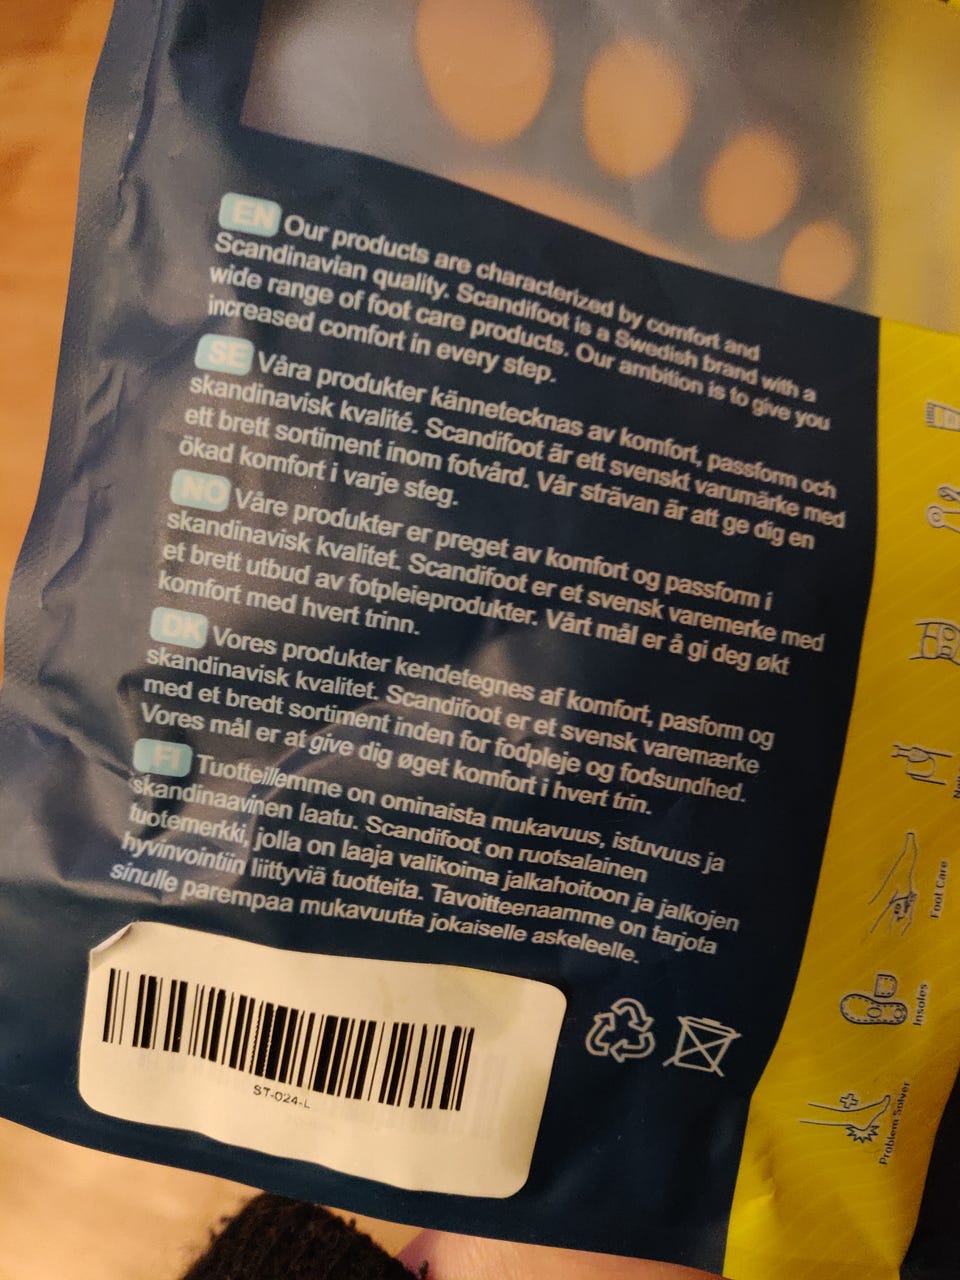 EN Our products are characterized by comfort and
Scandinavian quality. Scandifoot is a Swedish brand with a
wide range of foot care products. Our ambition is to give you
increased comfort in every step.
SE Våra produkter kännetecknas av komfort, passform och
skandinavisk kvalité. Scandifoot är ett svenskt varumärke med
ett brett sortiment inom fotvård. Vår strävan är att ge dig en
ökad komfort i varje steg.
NO Våre produkter er preget av komfort og passform i
skandinavisk kvalitet. Scandifoot er et svensk varemerke med
et brett utbud av fotpleieprodukter. Vårt mål er å gi deg økt
komfort med hvert trinn.
DK Vores produkter kendetegnes af komfort, pasform og
skandinavisk kvalitet. Scandifoot er et svensk varemærke
med et bredt sortiment inden for fodpleje og fodsundhed.
Vores mål er at give dig øget komfort i hvert trin.
FI Tuotteillemme on ominaista mukavuus, istuvuus ja
skandinaavinen laatu. Scandifoot on ruotsalainen
tuotemerkki, jolla on laaja valikoima jalkahoitoon ja jalkojen
hyvinvointiin liittyviä tuotteita. Tavoitteenaamme on tarjota
sinulle parempaa mukavuutta jokaiselle askeleelle.
ST-024-L
Foot Care
Insoles
Problem Solver